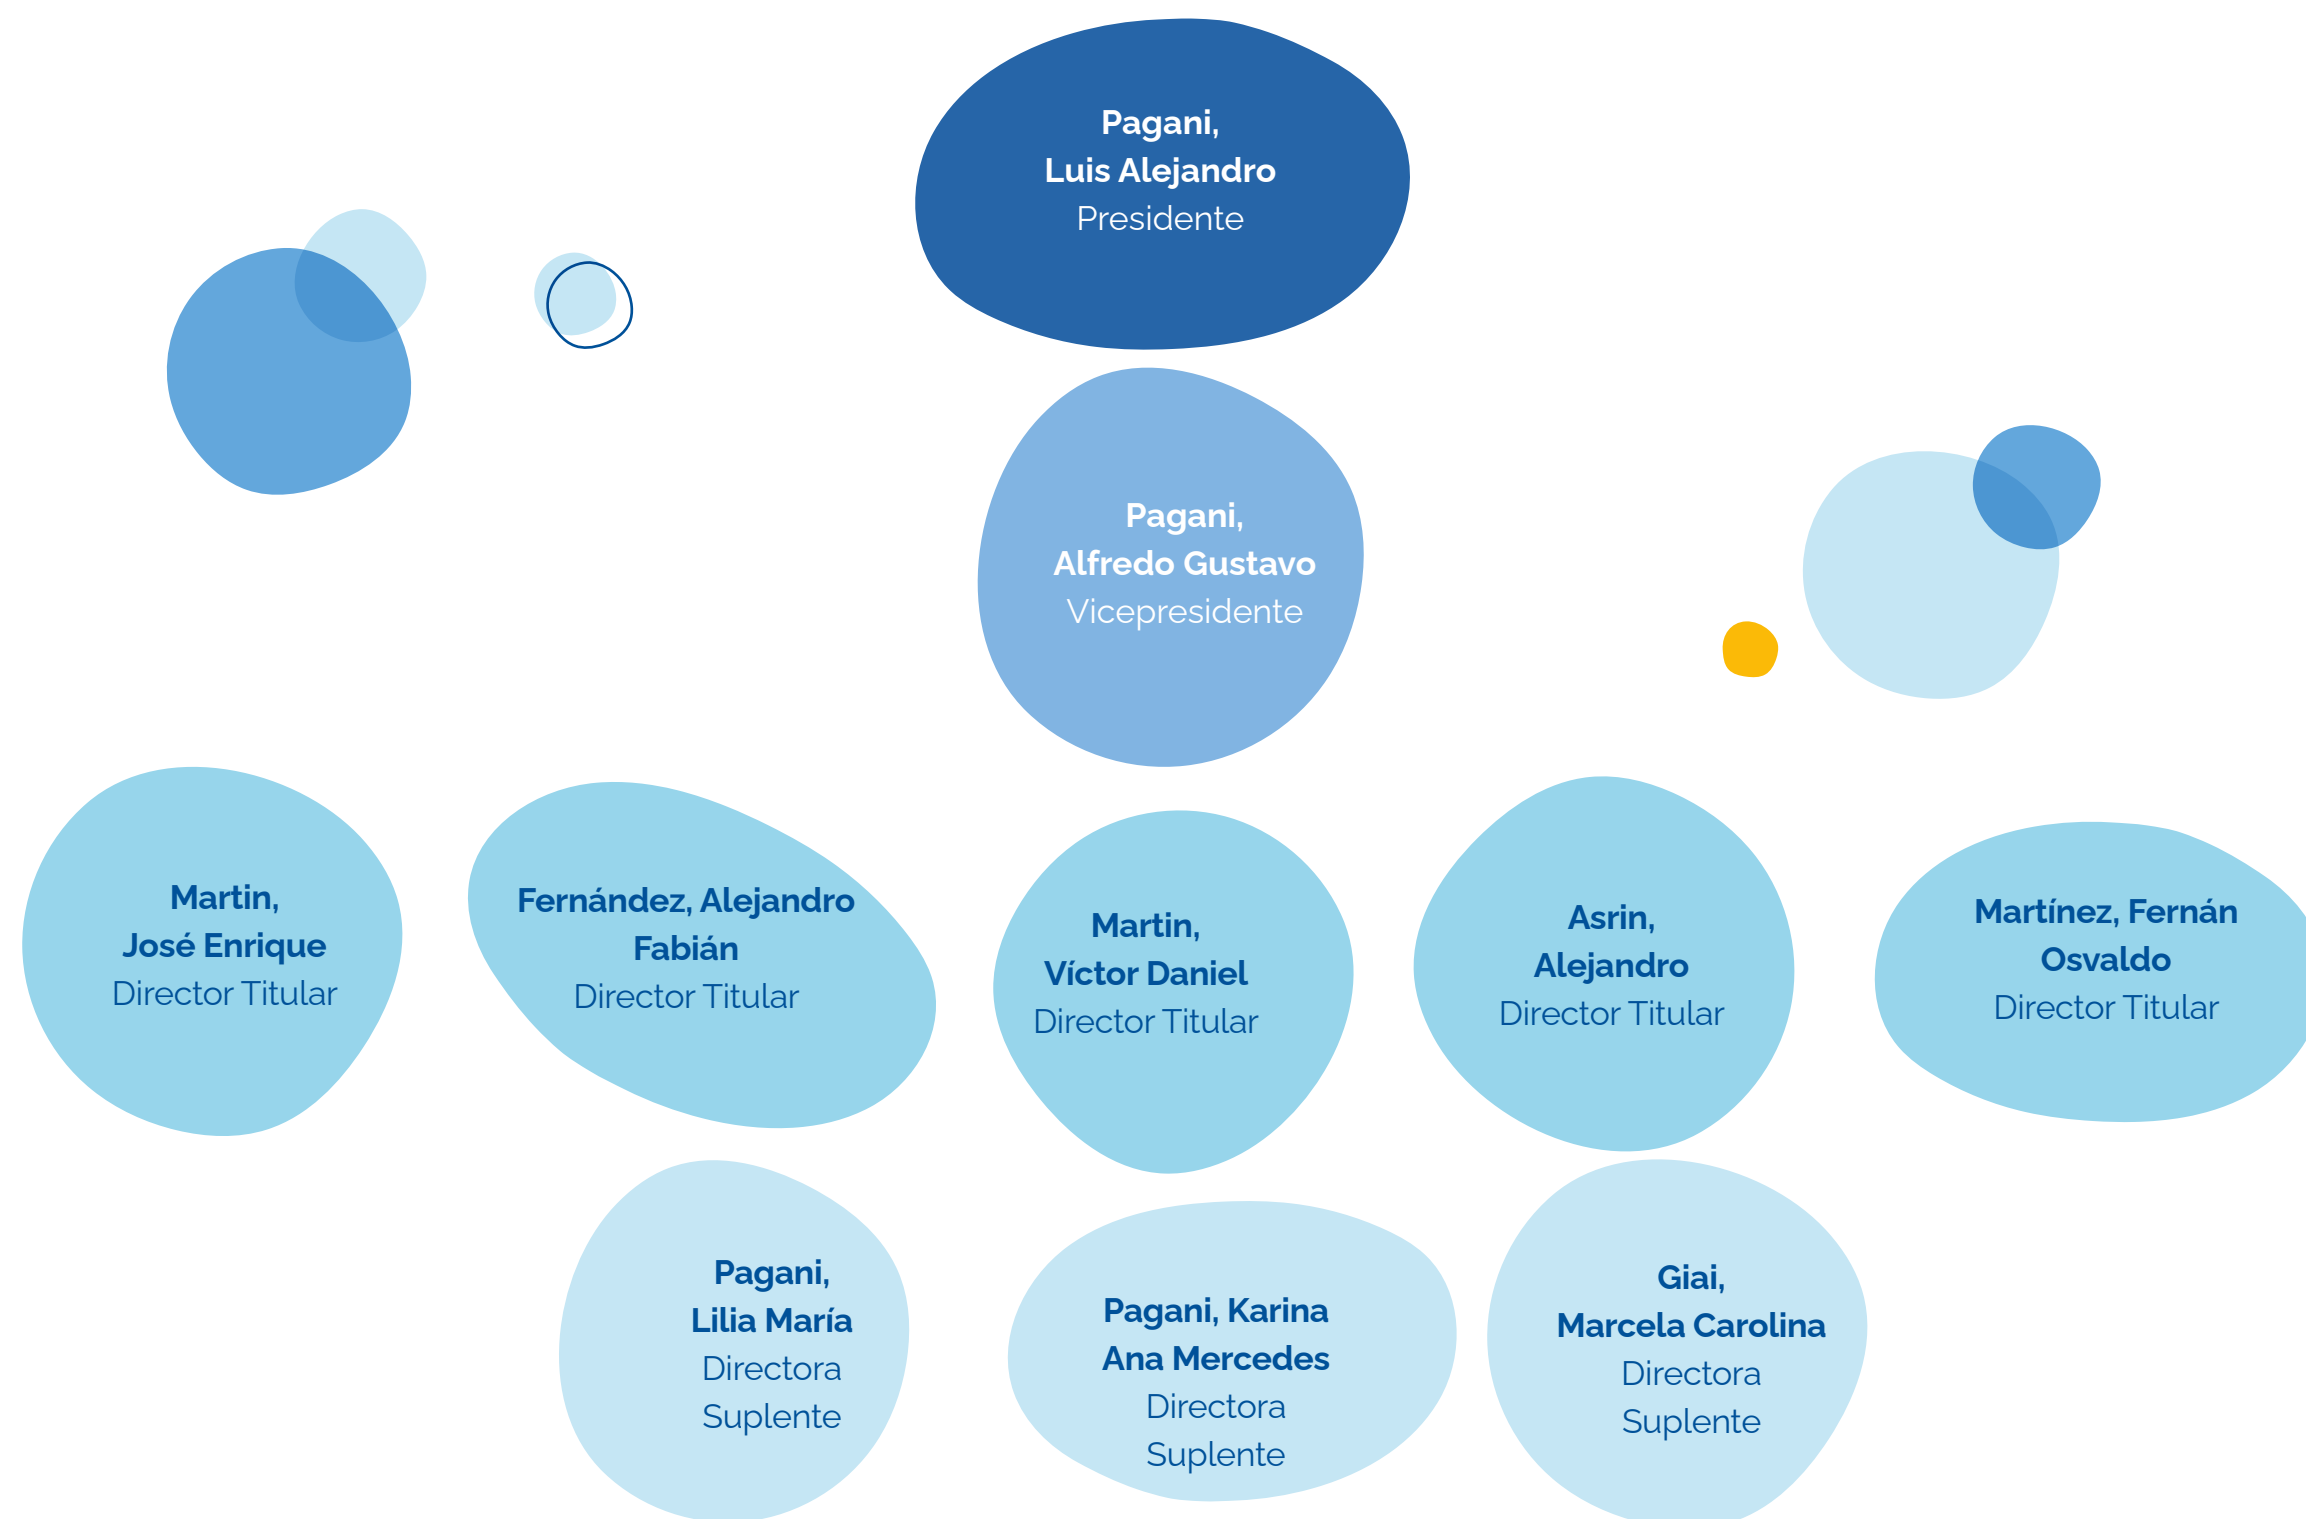 Pagani,
Luis Alejandro
Presidente
Pagani,
Alfredo Gustavo
Vicepresidente
Martin,
José Enrique
Director Titular
Fernández, Alejandro
Fabián
Director Titular
Martin,
Víctor Daniel
Director Titular
Asrin,
Alejandro
Director Titular
Martínez, Fernán
Osvaldo
Director Titular
Pagani,
Lilia María
Directora
Suplente
Pagani, Karina
Ana Mercedes
Directora
Suplente
Giai,
Marcela Carolina
Directora
Suplente